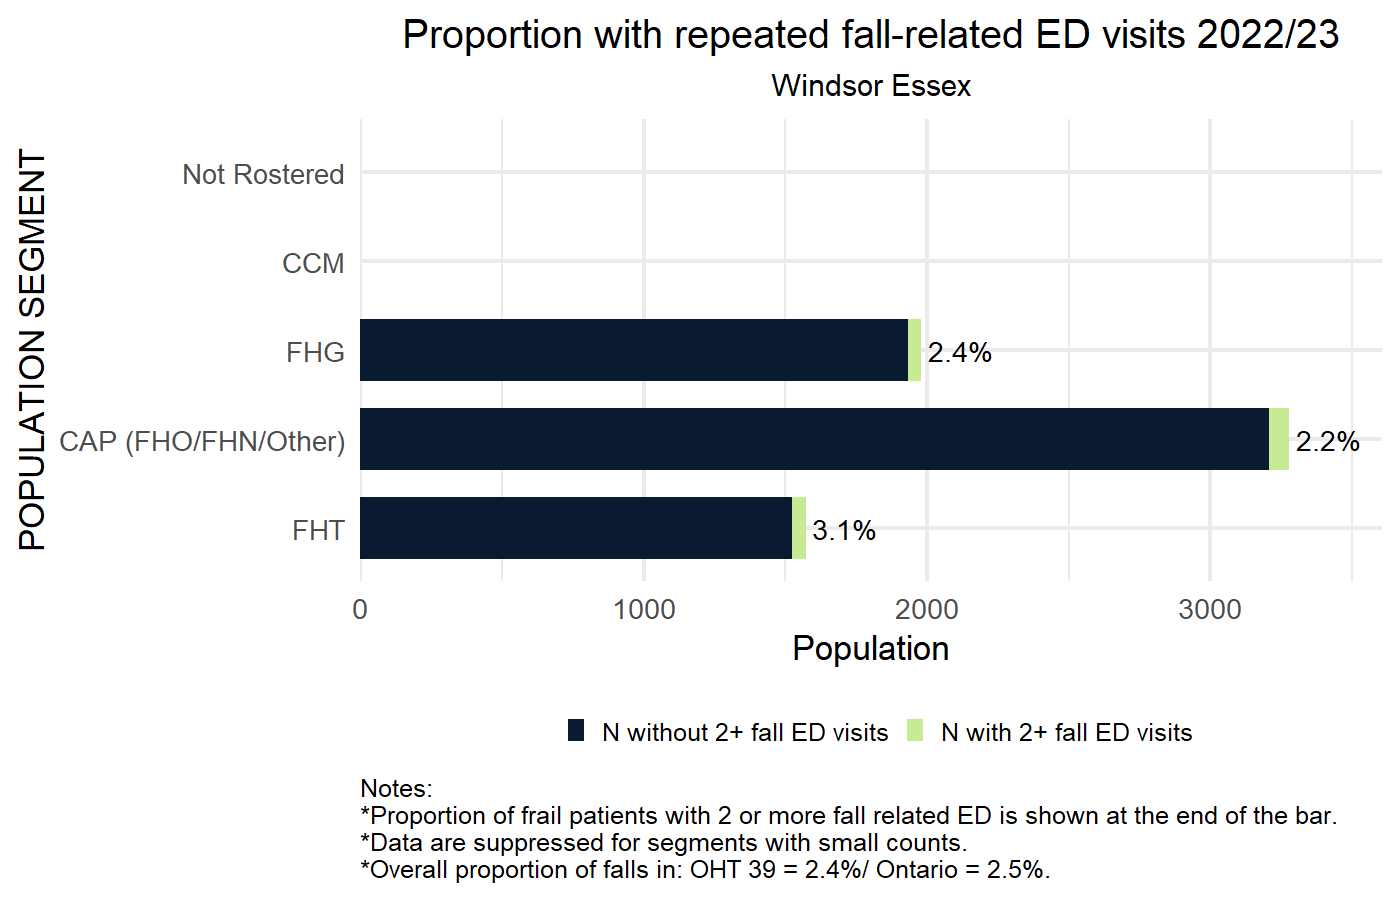 Proportion with repeated fall-related ED visits 2022/23
Windsor Essex
POPULATION SEGMENT
Not Rostered
CCM
FHG
2.4%
CAP (FHO/FHN/Other)
2.2%
FHT
3.1%
0
1000
2000
3000
Population
N without 2+ fall ED visits
N with 2+ fall ED visits
Notes:
*Proportion of frail patients with 2 or more fall related ED is shown at the end of the bar.
*Data are suppressed for segments with small counts.
*Overall proportion of falls in: OHT 39 = 2.4%/ Ontario = 2.5%.